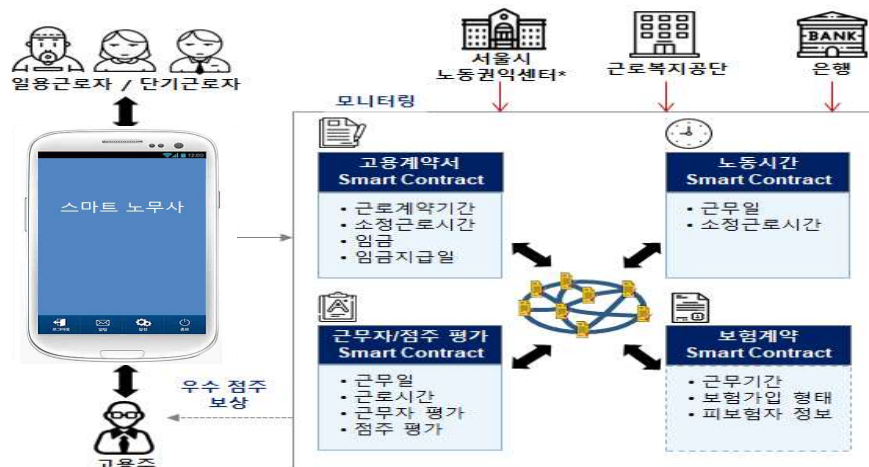 일용근로자 / 단기근로자
서울시
노동권익센터*
근로복지공단
BANK
은행
모니터링
12:00
스마트 노무사
고용계약서
Smart Contract
• 근로계약기간
• 소정근로시간
• 임금
• 임금지급일
노동시간
Smart Contract
• 근무일
• 소정근로시간
근무자/점주 평가
Smart Contract
• 근무일
• 근로시간
• 근무자 평가
• 점주 평가
보험계약
Smart Contract
• 근무기간
• 보험가입 형태
• 피보험자 정보
우수 점주
보상
고용주